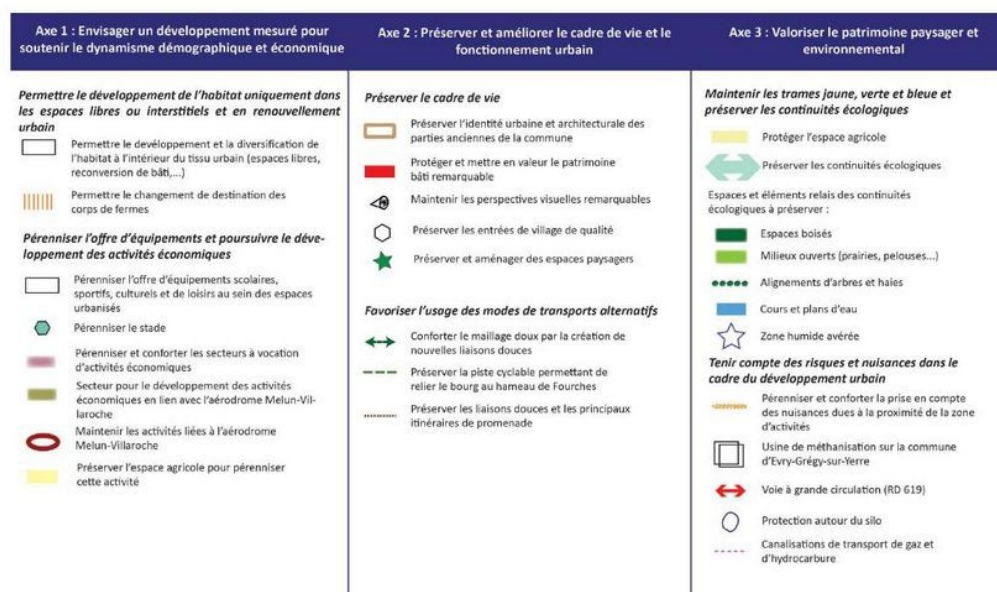 Axe 1 : Envisager un développement mesuré pour
soutenir le dynamisme démographique et économique
Permettre le développement de l'habitat uniquement dans
les espaces libres ou interstitiels et en renouvellement
urbain
Permettre le développement et la diversification de
l'habitat à l'intérieur du tissu urbain (espaces libres,
reconversion de bâti,...)
Permettre le changement de destination des
corps de fermes
Pérenniser l'offre d'équipements et poursuivre le déve-
loppement des activités économiques
Pérenniser l'offre d'équipements scolaires,
sportifs, culturels et de loisirs au sein des espaces
urbanisés
Pérenniser le stade
Pérenniser et conforter les secteurs à vocation
d'activités économiques
Secteur pour le développement des activités
économiques en lien avec l'aérodrome Melun-Vil-
laroche
Maintenir les activités liées à l'aérodrome
Melun-Villaroche
Préserver l'espace agricole pour pérenniser
cette activité
Axe 2 : Préserver et améliorer le cadre de vie et le
fonctionnement urbain
Préserver le cadre de vie
Préserver l'identité urbaine et architecturale des
parties anciennes de la commune
Protéger et mettre en valeur le patrimoine
bâti remarquable
Maintenir les perspectives visuelles remarquables
Préserver les entrées de village de qualité
Préserver et aménager des espaces paysagers
Favoriser l'usage des modes de transports alternatifs
Conforter le maillage doux par la création de
nouvelles liaisons douces
Préserver la piste cyclable permettant de
relier le bourg au hameau de Fourches
Préserver les liaisons douces et les principaux
itinéraires de promenade
Axe 3 : Valoriser le patrimoine paysager et
environnemental
Maintenir les trames jaune, verte et bleue et
préserver les continuités écologiques
Protéger l'espace agricole
Préserver les continuités écologiques
Espaces et éléments relais des continuités
écologiques à préserver :
Espaces boisés
Milieux ouverts (prairies, pelouses...)
Alignements d'arbres et haies
Cours et plans d'eau
Zone humide avérée
Tenir compte des risques et nuisances dans le
cadre du développement urbain
Pérenniser et conforter la prise en compte
des nuisances dues à la proximité de la zone
d'activités
Usine de méthanisation sur la commune
d'Evry-Grégy-sur-Yerre
Voie à grande circulation (RD 619)
Protection autour du silo
Canalisations de transport de gaz et
d'hydrocarbure